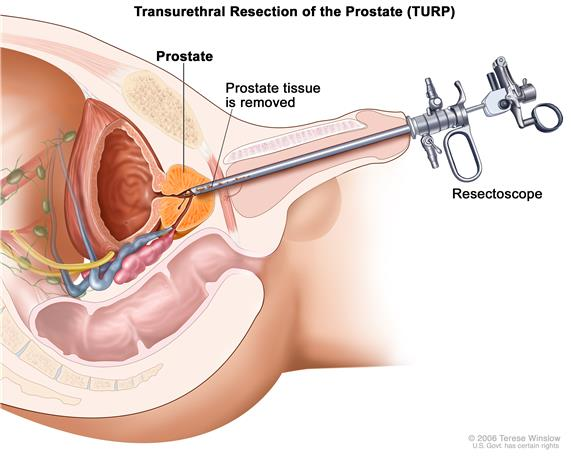 Transurethral Resection of the Prostate (TURP)
Prostate
Prostate tissue
is removed
Resectoscope
© 2006 Terese Winslow
U.S. Govt. has certain rights